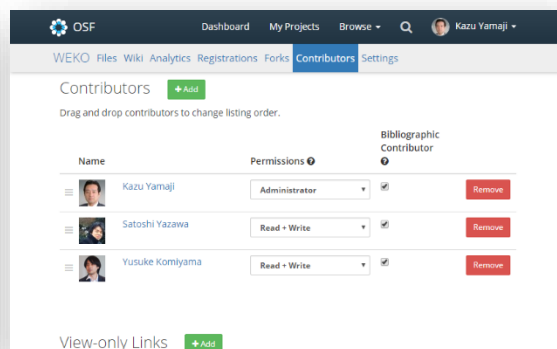 OSF Dashboard My Projects Browse Kazu Yamaji
WEKO Files Wiki Analytics Registrations Forks Contributors Settings
Contributors + Add
Drag and drop contributors to change listing order.
Name Permissions ? Bibliographic Contributor ?
Kazu Yamaji Administrator Remove
Satoshi Yazawa Read + Write Remove
Yusuke Komiyama Read + Write Remove
View-only Links + Add